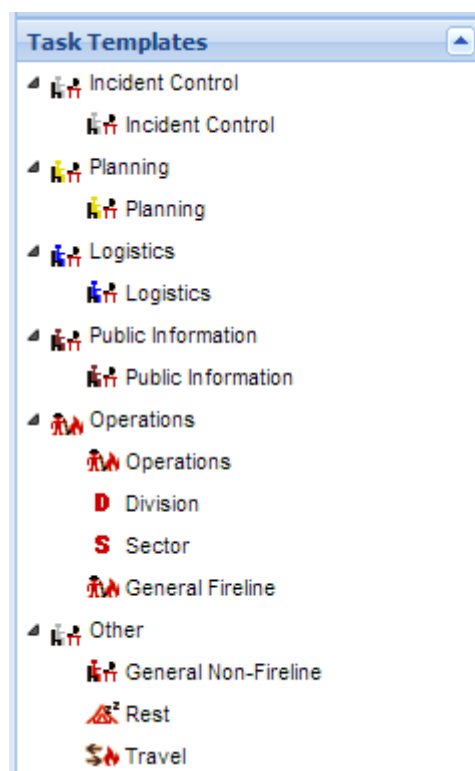 Task Templates
Incident Control
Incident Control
Planning
Planning
Logistics
Logistics
Public Information
Public Information
Operations
Operations
D Division
S Sector
General Fireline
Other
General Non-Fireline
Rest
Travel